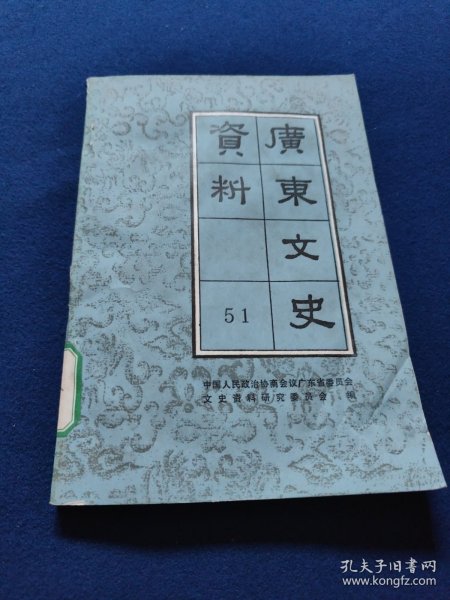 廣東文史
資料
51
中国人民政治协商会议广东省委员会
文史资料研究委员会 编
孔夫子旧书网
www.kongfz.com